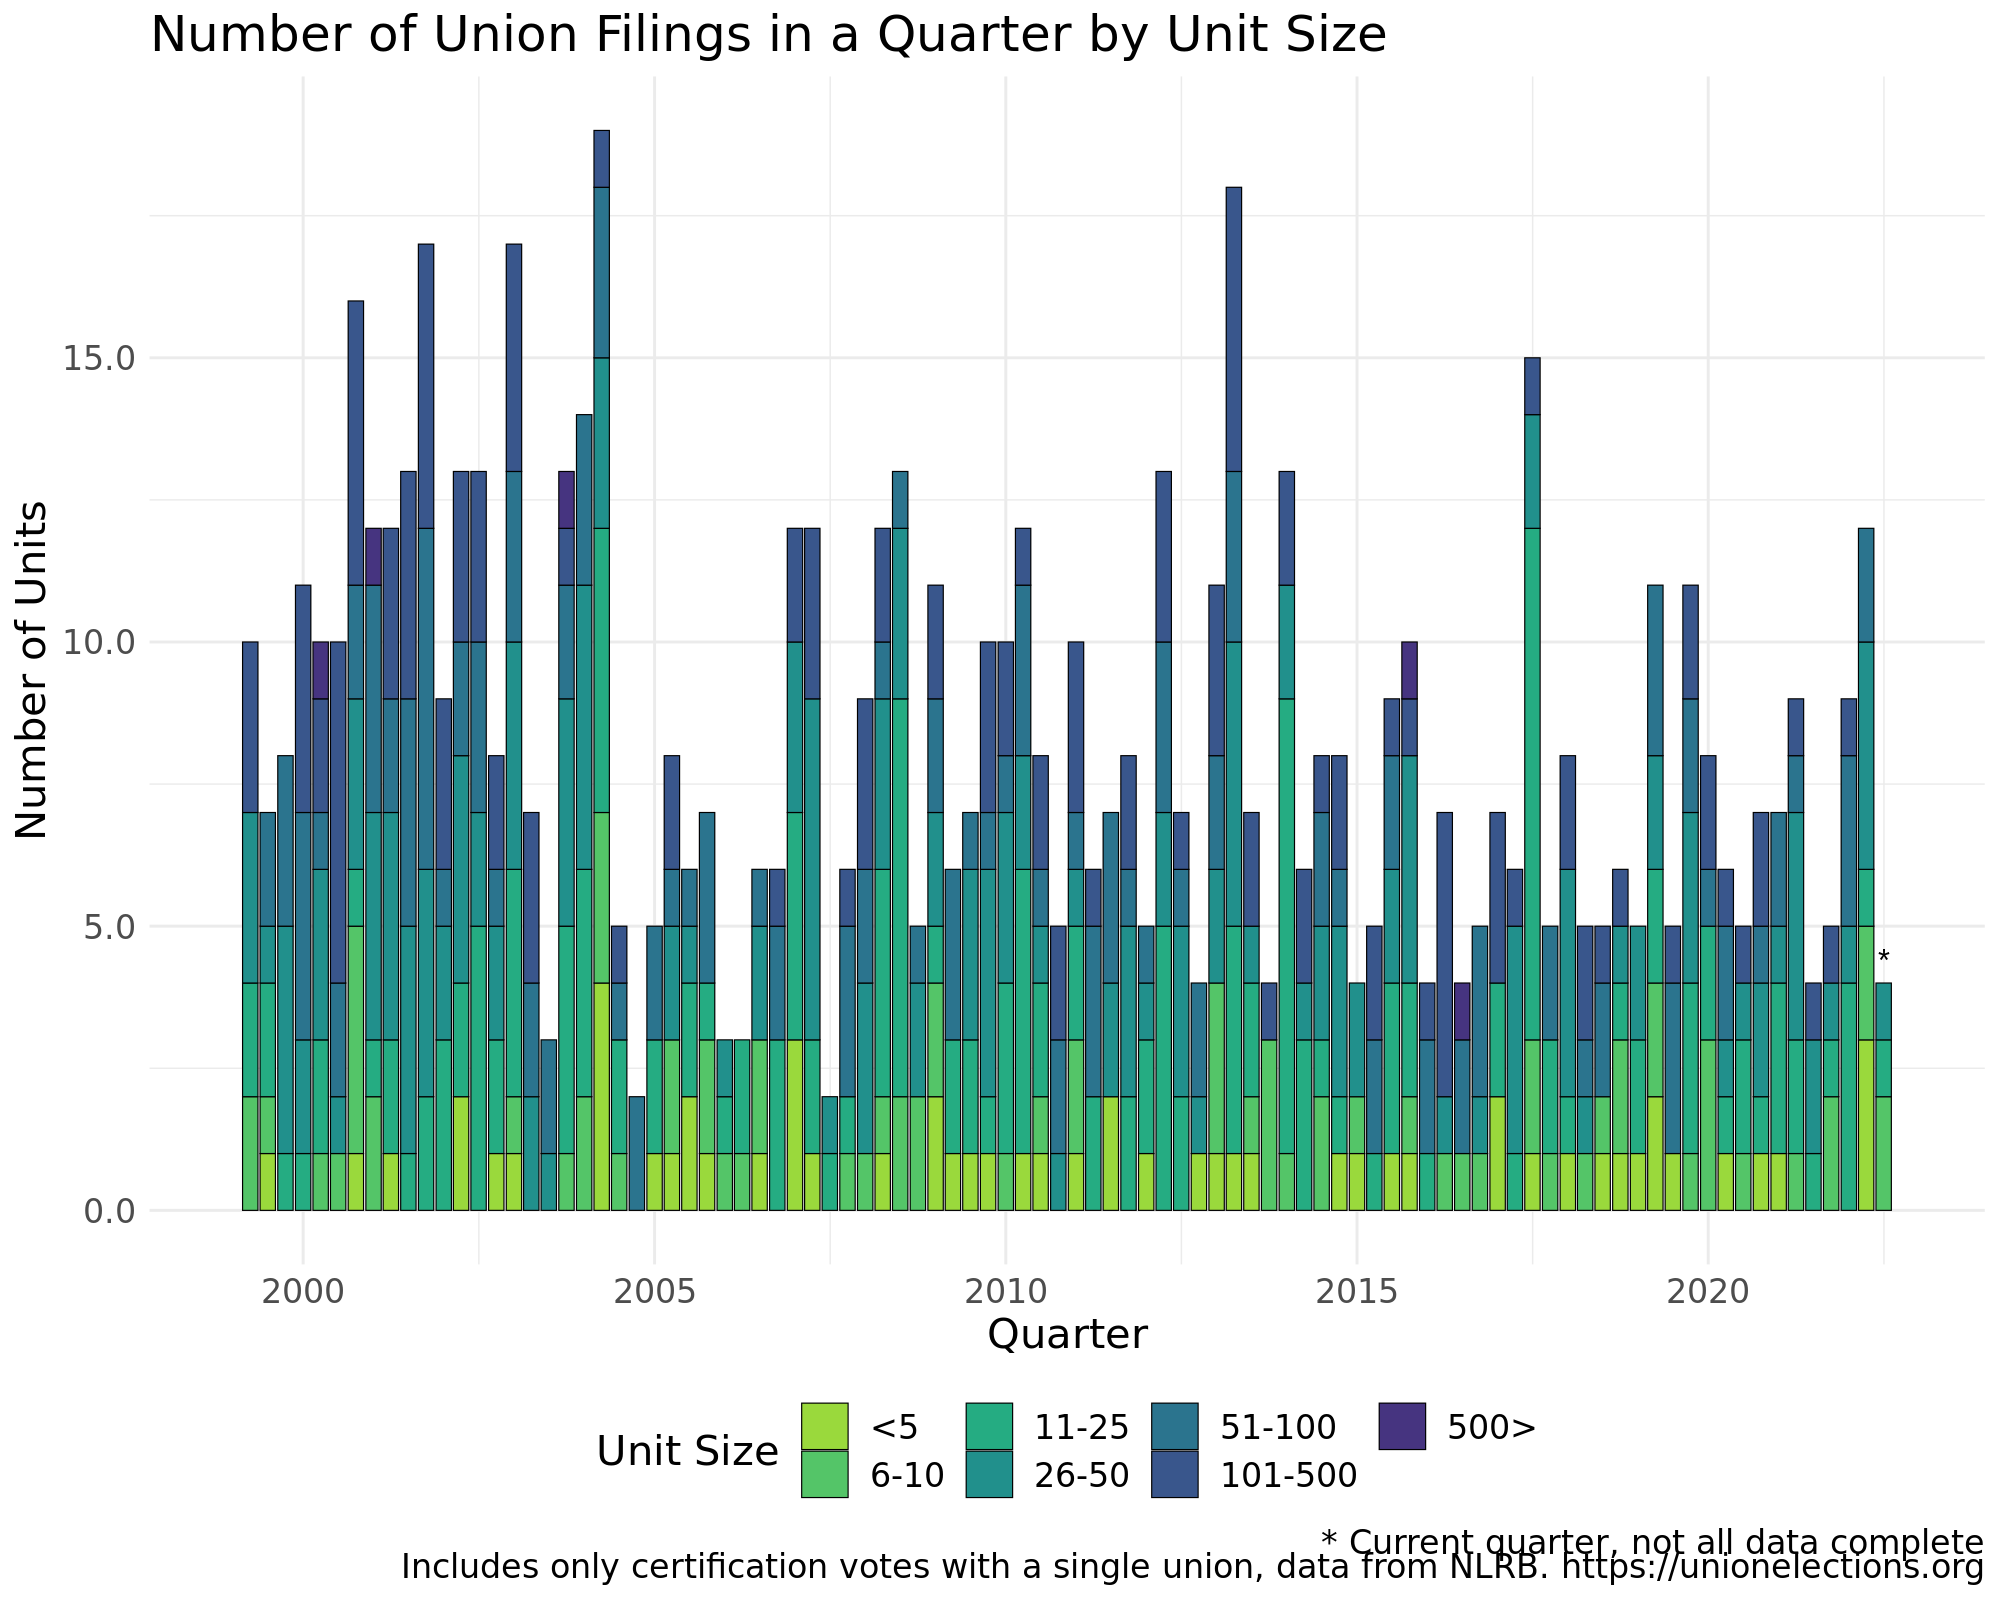 Number of Union Filings in a Quarter by Unit Size
Number of Units
15.0
10.0
5.0
0.0
*
2000 2005 2010 2015 2020
Quarter
Unit Size
<5 11-25 51-100 500>
6-10 26-50 101-500
* Current quarter, not all data complete
Includes only certification votes with a single union, data from NLRB. https://unionelections.org